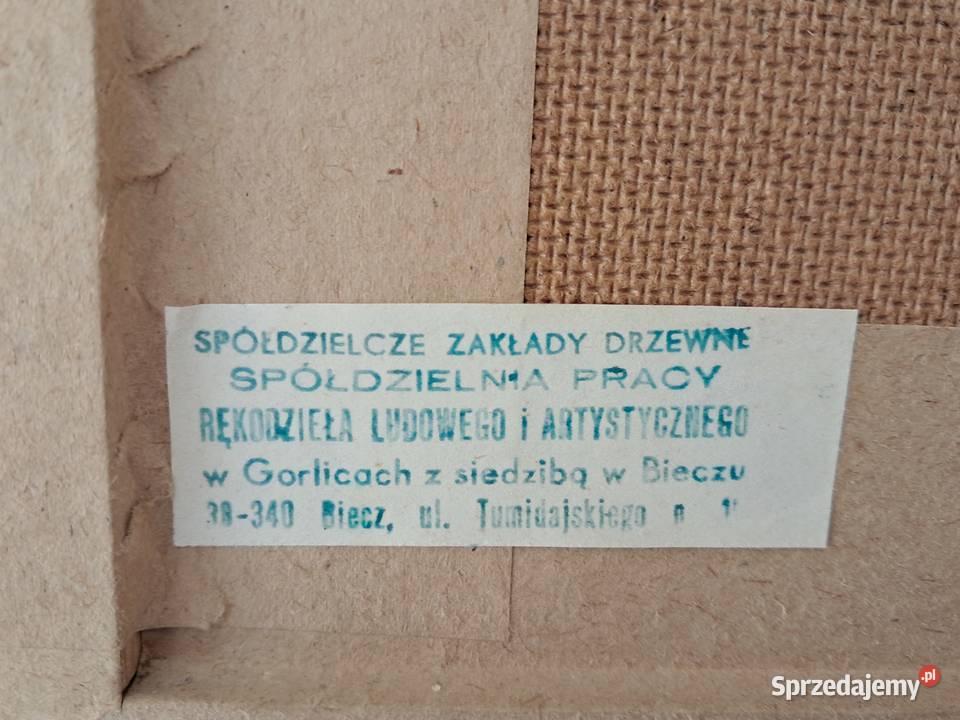 SPÓŁDZIELCZE ZAKŁADY DRZEWNE
SPÓŁDZIELNIA PRACY
RĘKODZIEŁA LUDOWEGO i ARTYSTYCZNEGO
w Gorlicach z siedzibą w Bieczu
38-340 Biecz, ul. Tumidajskiego
Sprzedajemy.pl